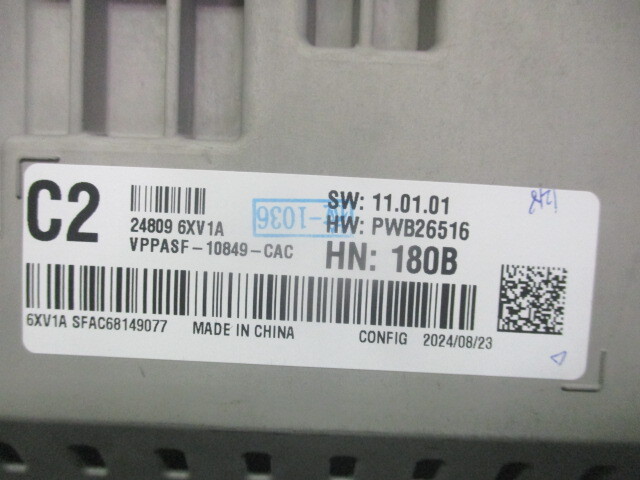 C2
24809 6XV1A
VPPASF-10849-CAC
SW: 11.01.01
HW: PWB26516
HN: 180B
6XV1A SFAC68149077
MADE IN CHINA
CONFIG 2024/08/23